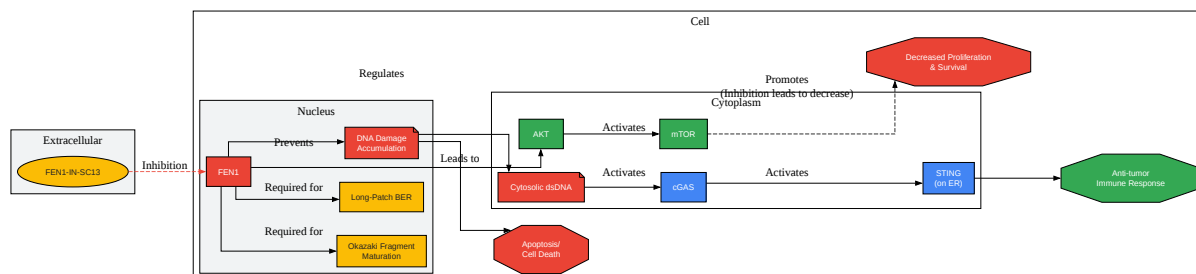 Cell
Regulates
Decreased Proliferation
& Survival
Promotes
(Inhibition leads to decrease)
Cytoplasm
Nucleus
Extracellular
FEN1-IN-SC13
Inhibition
FEN1
Prevents
DNA Damage
Accumulation
Leads to
AKT
Activates
mTOR
Required for
Long-Patch BER
Cytosolic dsDNA
Activates
cGAS
Activates
STING
(on ER)
Anti-tumor
Immune Response
Required for
Okazaki Fragment
Maturation
Apoptosis/
Cell Death